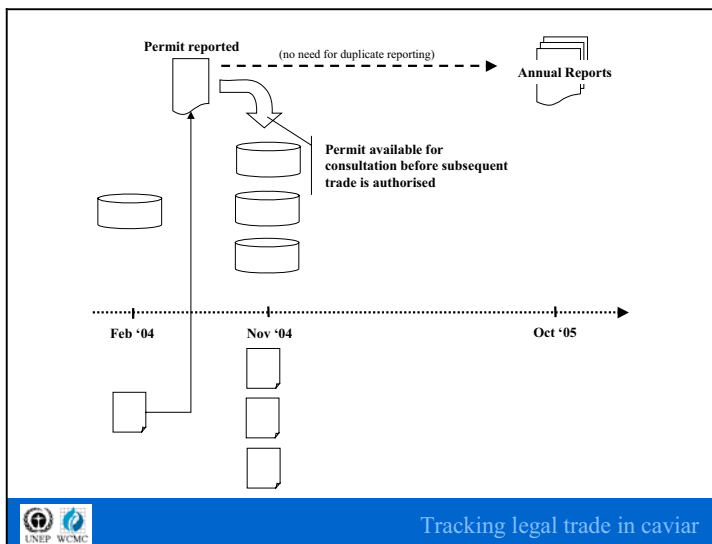 Permit reported
(no need for duplicate reporting)
Annual Reports
Permit available for
consultation before subsequent
trade is authorised
Feb ‘04
Nov ‘04
Oct ‘05
UNEP WCMC
Tracking legal trade in caviar